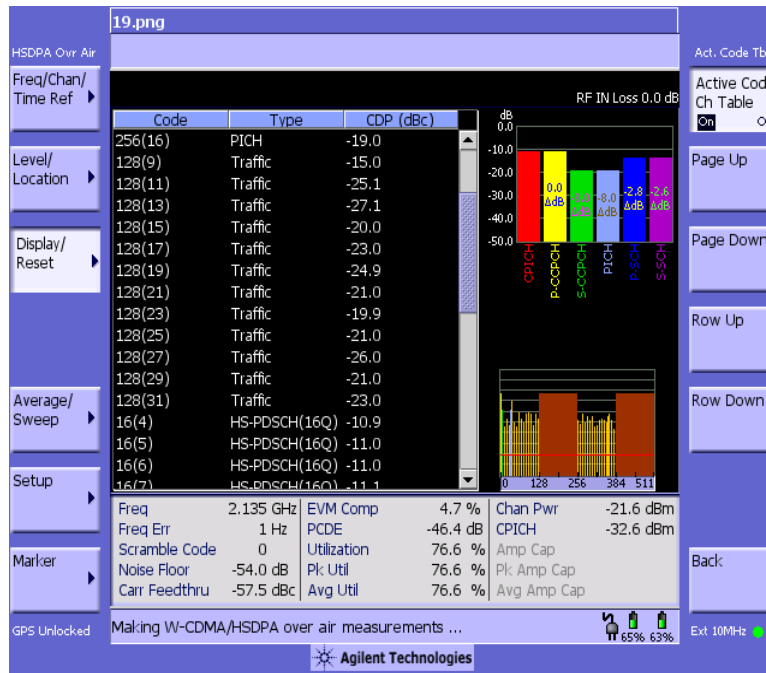 19.png
HSDPA Ovr Air
Act. Code Tb
Freq/Chan/
Time Ref
Level/
Location
Display/
Reset
Average/
Sweep
Setup
Marker
GPS Unlocked
RF IN Loss 0.0 dB
Code Type CDP (dBc)
256(16) PICH -19.0
128(9) Traffic -15.0
128(11) Traffic -25.1
128(13) Traffic -27.1
128(15) Traffic -20.0
128(17) Traffic -23.0
128(19) Traffic -24.9
128(21) Traffic -21.0
128(23) Traffic -19.9
128(25) Traffic -21.0
128(27) Traffic -26.0
128(29) Traffic -21.0
128(31) Traffic -23.0
16(4) HS-PDSCH(16Q) -10.9
16(5) HS-PDSCH(16Q) -11.0
16(6) HS-PDSCH(16Q) -11.0
16(7) HS-PDSCH(16Q) -11.1
dB
0.0
-10.0
-20.0
-30.0
-40.0
-50.0
0.0 -8.0 -2.8 -2.6
ΔdB ΔdB ΔdB ΔdB
CPICH
P-CCPCH
S-CCPCH
PICH
P-SCH
S-SCH
0 128 256 384 511
Freq 2.135 GHz EVM Comp 4.7 % Chan Pwr -21.6 dBm
Freq Err 1 Hz PCDE -46.4 dB CPICH -32.6 dBm
Scramble Code 0 Utilization 76.6 % Amp Cap
Noise Floor -54.0 dB Pk Util 76.6 % Pk Amp Cap
Carr Feedthru -57.5 dBc Avg Util 76.6 % Avg Amp Cap
Making W-CDMA/HSDPA over air measurements ...
65% 63%
Active Cod
Ch Table
On O
Page Up
Page Down
Row Up
Row Down
Back
Ext 10MHz
Agilent Technologies